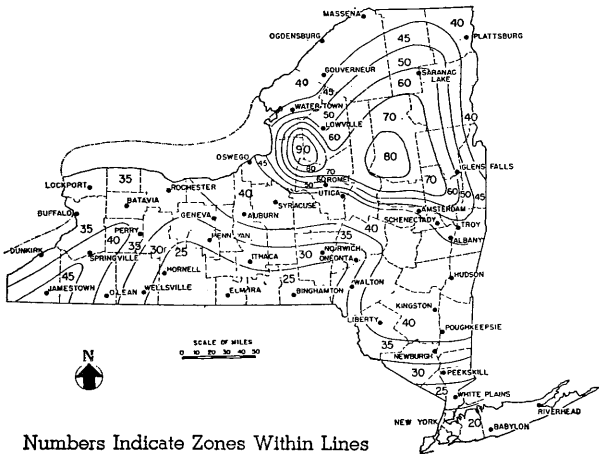 MASSENA
40
OGDENSBURG
45
PLATTSBURG
50
GOUVERNEUR
SARANAC
LAKE
60
40
45
WATERTOWN
50
LOWVILLE
60
70
40
90
80
OSWEGO
45
80
70
70
GLENS FALLS
50
BOONVILLE
60
50
45
LOCKPORT
35
ROCHESTER
UTICA
40
SYRACUSE
AMSTERDAM
BATAVIA
GENEVA
AUBURN
SCHENECTADY
TROY
BUFFALO
35
PERRY
35
40
ALBANY
40
35
30
PENN YAN
NORWICH
DUNKIRK
SPRINGVILLE
25
ITHACA
30
ONEONTA
HORNELL
HUDSON
45
25
WALTON
JAMESTOWN
OLEAN
WELLSVILLE
ELMIRA
BINGHAMTON
KINGSTON
LIBERTY
40
POUGHKEEPSIE
SCALE OF MILES
0 10 20 30 40 50
35
NEWBURGH
N
30
PEEKSKILL
25
WHITE PLAINS
RIVERHEAD
NEW YORK
20
BABYLON
Numbers Indicate Zones Within Lines